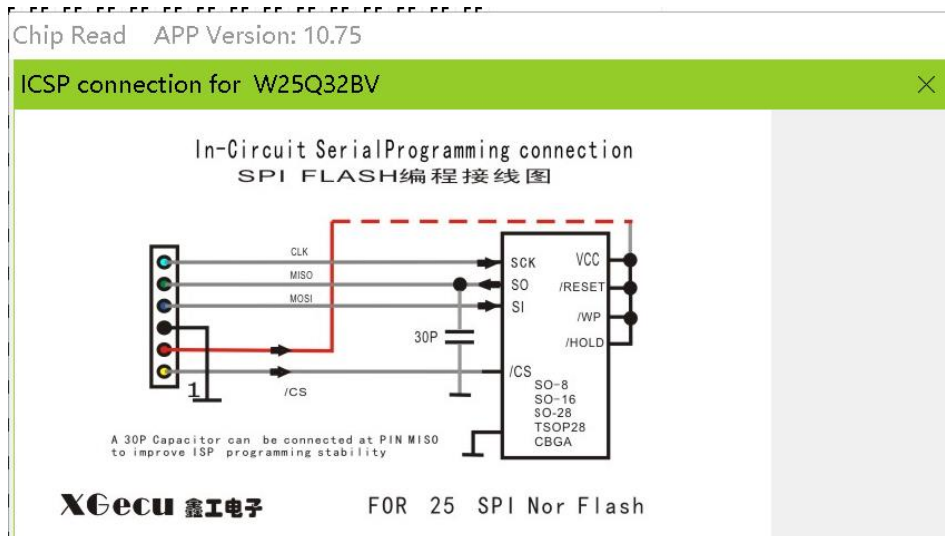 Chip Read APP Version: 10.75
ICSP connection for W25Q32BV
In-Circuit SerialProgramming connection
SPI FLASH编程接线图
CLK
MISO
MOSI
/CS
1
30P
SCK
SO
SI
/CS
VCC
/RESET
/WP
/HOLD
SO-8
SO-16
SO-28
TSOP28
CBGA
A 30P Capacitor can be connected at PIN MISO
to improve ISP programming stability
XGecu 鑫工电子
FOR 25 SPI Nor Flash